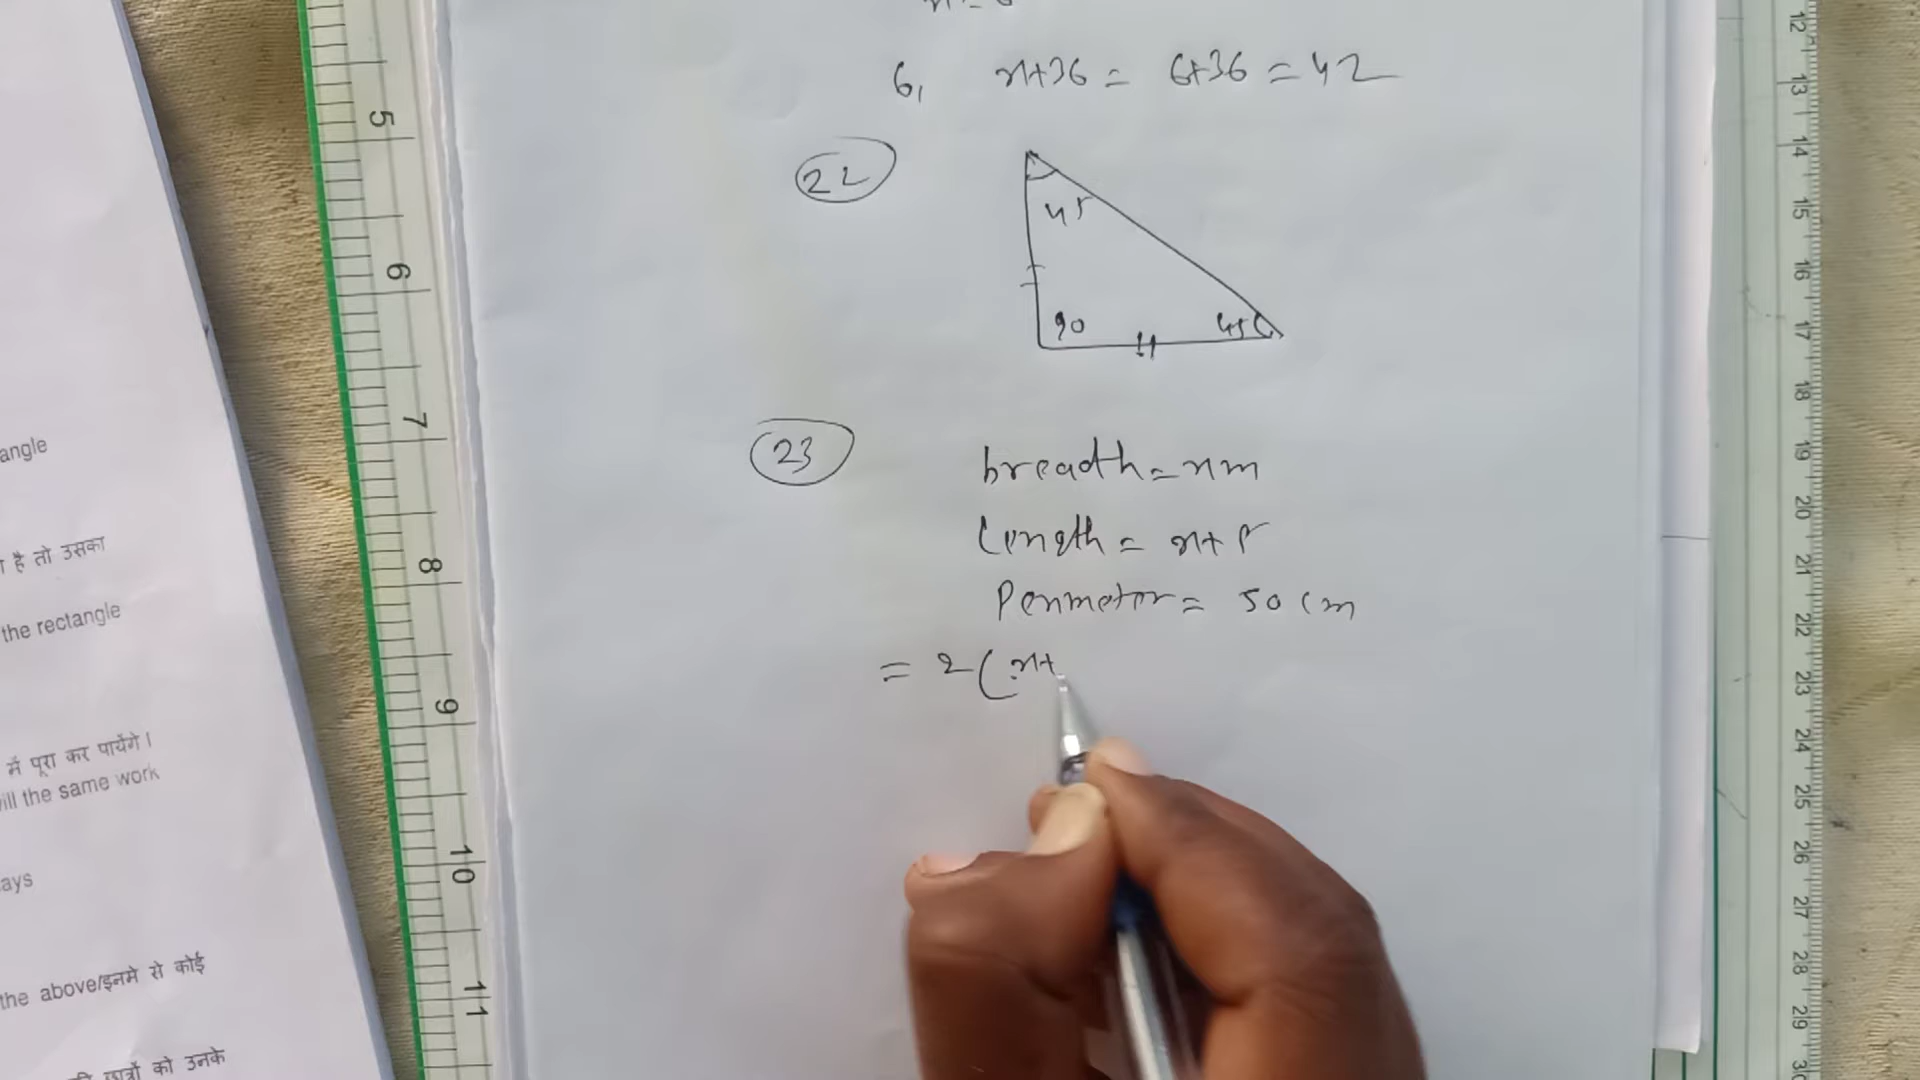 6, x+36 = 6+36 = 42
22
45
90
45
23
breadth = xm
Length = x+5
Perimeter = 50 cm
= 2 (x+
angle
है तो उसका
the rectangle
में पूरा कर पायेंगे।
ill the same work
ays
the above/इनमे से कोई
छात्रों को उनके
5
6
7
8
9
10
11
12
13
14
15
16
17
18
19
20
21
22
23
24
25
26
27
28
29